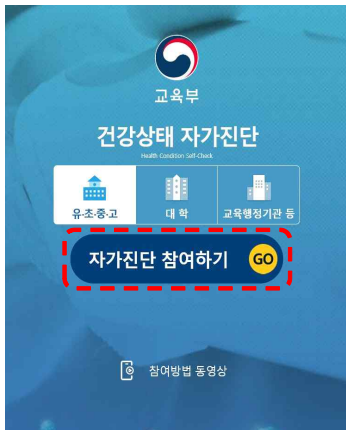 교육부
건강상태 자가진단
Health Condition Self-Check
유·초·중·고
대 학
교육행정기관 등
자가진단 참여하기 GO
참여방법 동영상